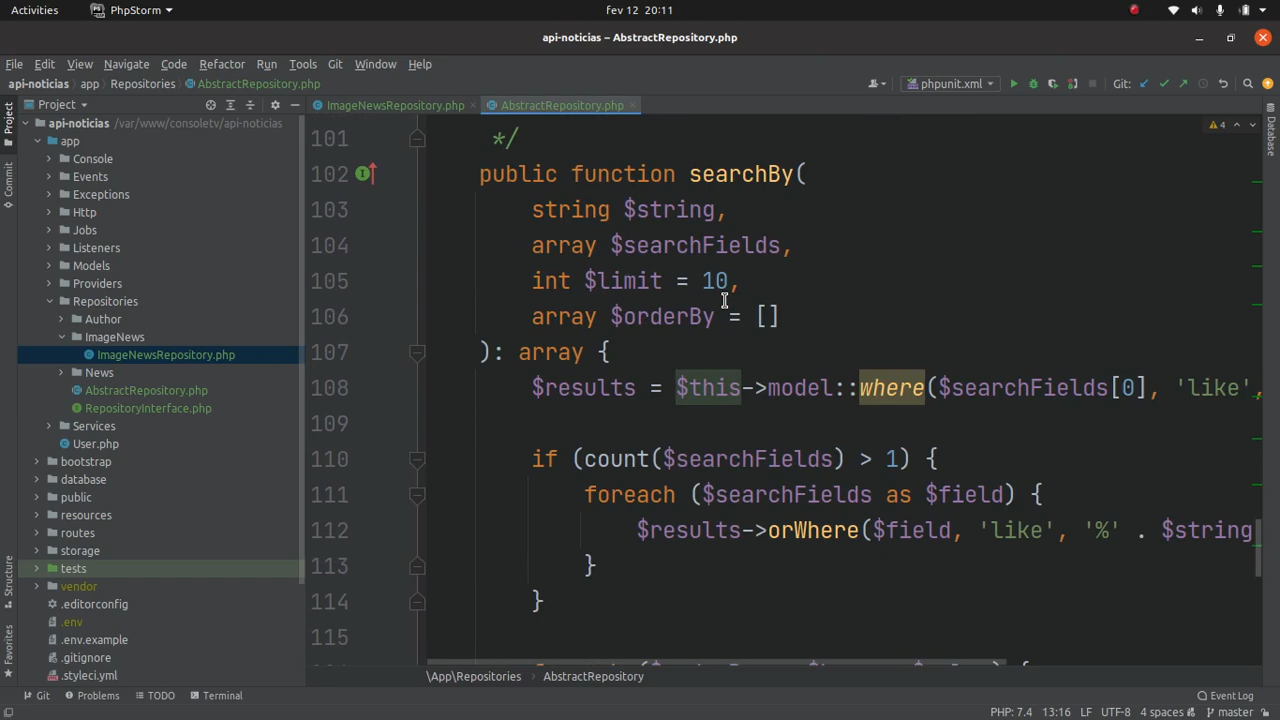 Activities PhpStorm fev 12 20:11
api-noticias – AbstractRepository.php
File Edit View Navigate Code Refactor Run Tools Git Window Help
api-noticias app Repositories AbstractRepository.php phpunit.xml Git:
Project ImageNewsRepository.php AbstractRepository.php
Project
Commit
Structure
Favorites
Database
api-noticias /var/www/consoletv/api-noticias
app
Console
Events
Exceptions
Http
Jobs
Listeners
Models
Providers
Repositories
Author
ImageNews
ImageNewsRepository.php
News
AbstractRepository.php
RepositoryInterface.php
Services
User.php
bootstrap
database
public
resources
routes
storage
tests
vendor
.editorconfig
.env
.env.example
.gitignore
.styleci.yml
4
101 */
102 public function searchBy(
103 string $string,
104 array $searchFields,
105 int $limit = 10,
106 array $orderBy = []
107 ): array {
108 $results = $this->model::where($searchFields[0], 'like',
109
110 if (count($searchFields) > 1) {
111 foreach ($searchFields as $field) {
112 $results->orWhere($field, 'like', '%' . $string
113 }
114 }
115
\App\Repositories AbstractRepository
Git Problems TODO Terminal Event Log
PHP: 7.4 13:16 LF UTF-8 4 spaces master